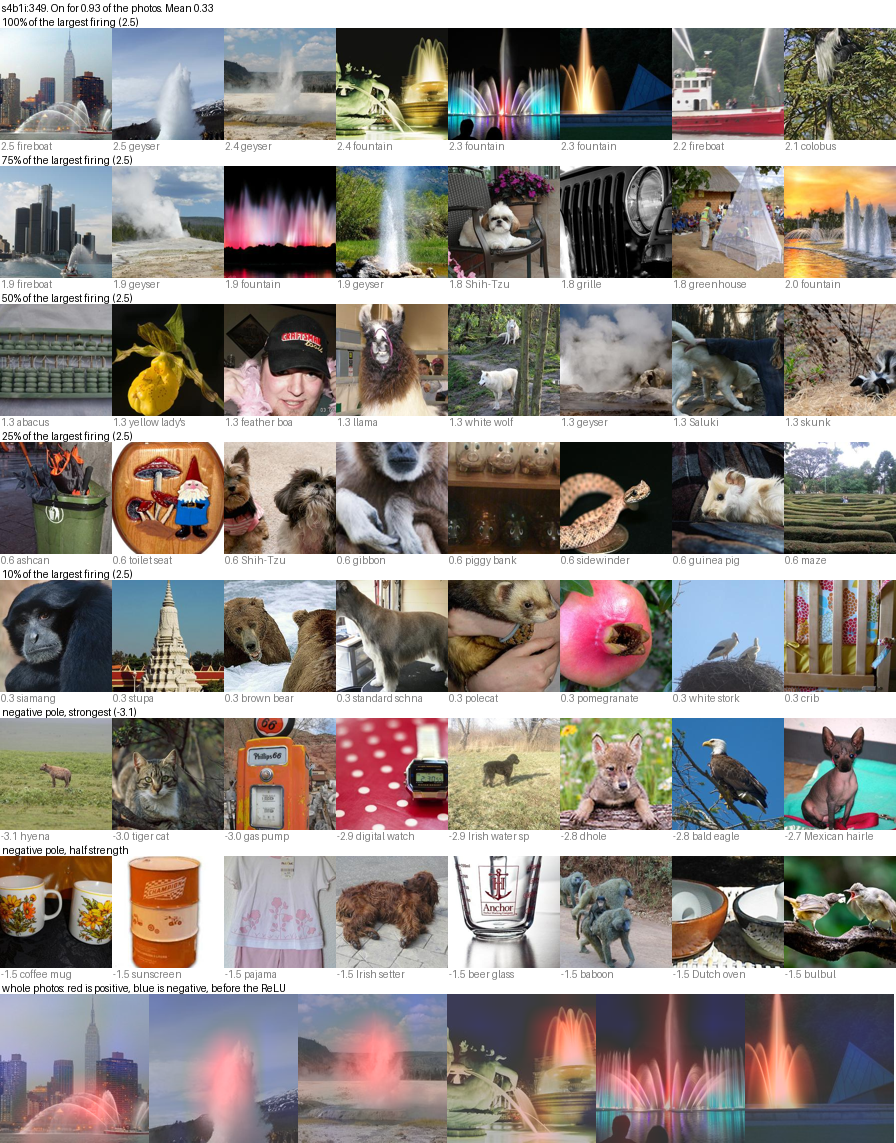 s4b1i:349. On for 0.93 of the photos. Mean 0.33
100% of the largest firing (2.5)
2.5 fireboat
2.5 geyser
2.4 geyser
2.4 fountain
2.3 fountain
2.3 fountain
2.2 fireboat
2.1 colobus
75% of the largest firing (2.5)
1.9 fireboat
1.9 geyser
1.9 fountain
1.9 geyser
1.8 Shih-Tzu
1.8 grille
1.8 greenhouse
2.0 fountain
50% of the largest firing (2.5)
CRAFTSMAN
1.3 abacus
1.3 yellow lady's
1.3 feather boa
1.3 llama
1.3 white wolf
1.3 geyser
1.3 Saluki
1.3 skunk
25% of the largest firing (2.5)
0.6 ashcan
0.6 toilet seat
0.6 Shih-Tzu
0.6 gibbon
0.6 piggy bank
0.6 sidewinder
0.6 guinea pig
0.6 maze
10% of the largest firing (2.5)
0.3 siamang
0.3 stupa
0.3 brown bear
0.3 standard schna
0.3 polecat
0.3 pomegranate
0.3 white stork
0.3 crib
negative pole, strongest (-3.1)
66
Phillips 66
-3.1 hyena
-3.0 tiger cat
-3.0 gas pump
-2.9 digital watch
-2.9 Irish water sp
-2.8 dhole
-2.8 bald eagle
-2.7 Mexican hairle
negative pole, half strength
CHAMPION
Anchor
-1.5 coffee mug
-1.5 sunscreen
-1.5 pajama
-1.5 Irish setter
-1.5 beer glass
-1.5 baboon
-1.5 Dutch oven
-1.5 bulbul
whole photos: red is positive, blue is negative, before the ReLU